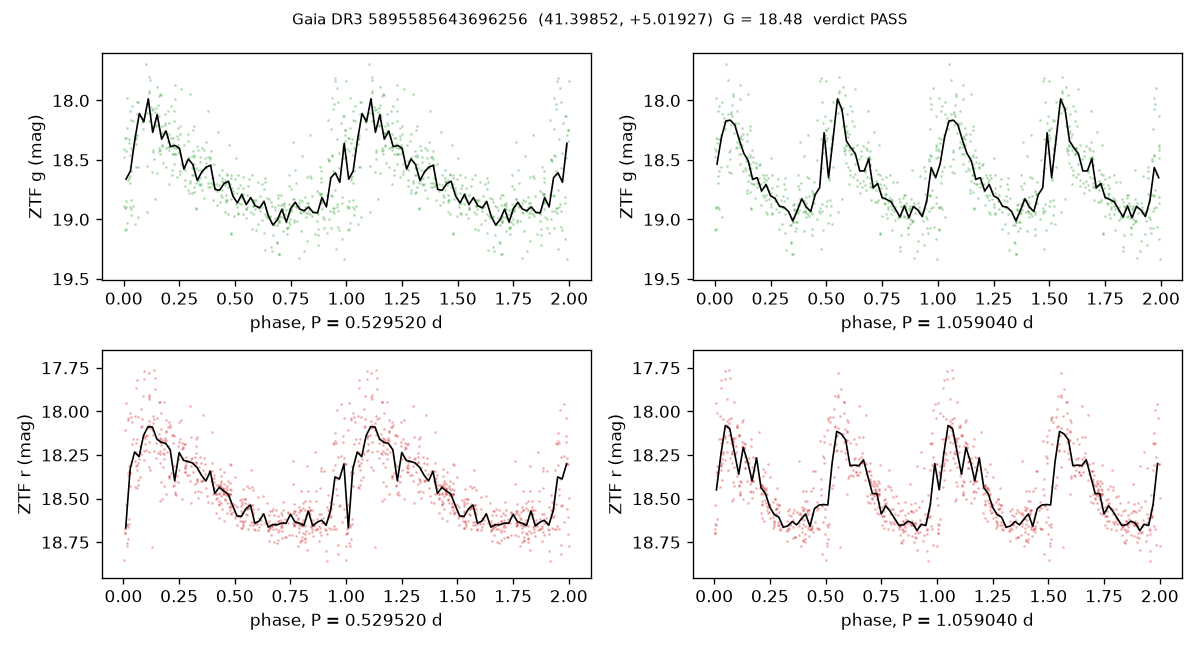 Gaia DR3 5895585643696256  (41.39852, +5.01927)  G = 18.48  verdict PASS
ZTF g (mag)
18.0
18.5
19.0
19.5
0.00 0.25 0.50 0.75 1.00 1.25 1.50 1.75 2.00
phase, P = 0.529520 d
ZTF g (mag)
18.0
18.5
19.0
19.5
0.00 0.25 0.50 0.75 1.00 1.25 1.50 1.75 2.00
phase, P = 1.059040 d
ZTF r (mag)
17.75
18.00
18.25
18.50
18.75
0.00 0.25 0.50 0.75 1.00 1.25 1.50 1.75 2.00
phase, P = 0.529520 d
ZTF r (mag)
17.75
18.00
18.25
18.50
18.75
0.00 0.25 0.50 0.75 1.00 1.25 1.50 1.75 2.00
phase, P = 1.059040 d